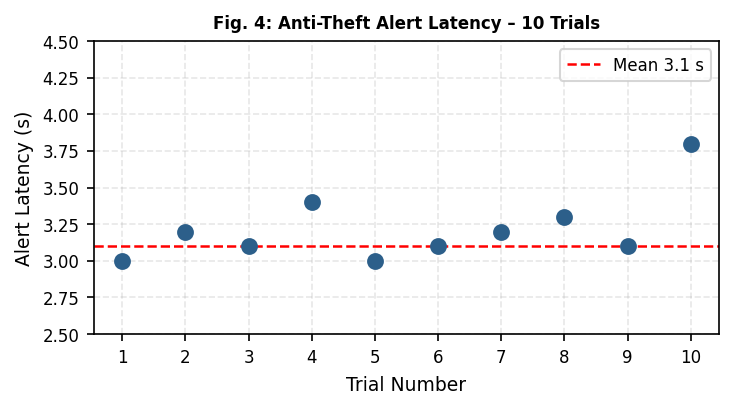 Fig. 4: Anti-Theft Alert Latency – 10 Trials
4.50
4.25
4.00
3.75
3.50
3.25
3.00
2.75
2.50
Alert Latency (s)
Mean 3.1 s
1 2 3 4 5 6 7 8 9 10
Trial Number